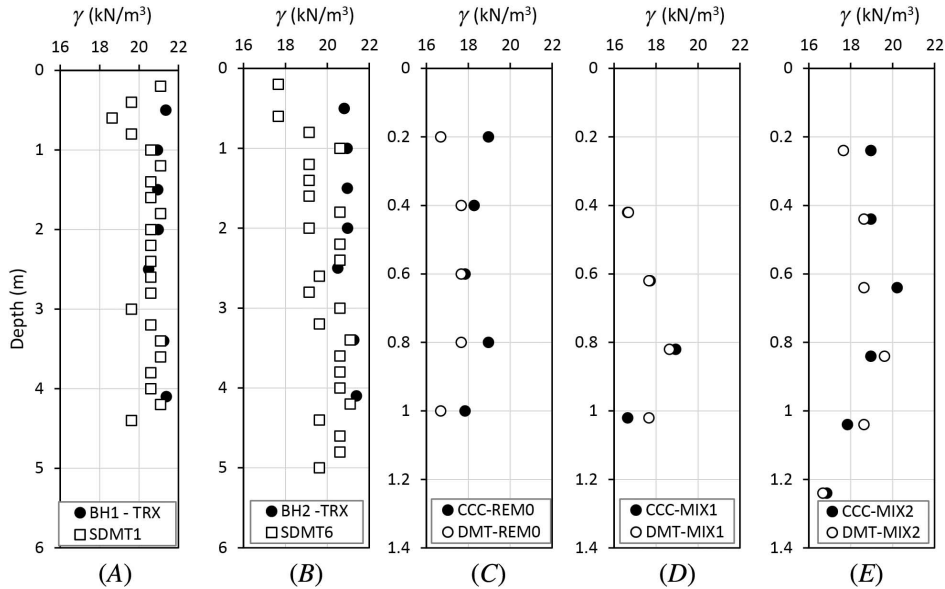 γ (kN/m³)
16 18 20 22
0
1
2
3
4
5
6
Depth (m)
BH1 - TRX
SDMT1
(A)
γ (kN/m³)
16 18 20 22
0
1
2
3
4
5
6
BH2 -TRX
SDMT6
(B)
γ (kN/m³)
16 18 20 22
0
0.2
0.4
0.6
0.8
1
1.2
1.4
CCC-REM0
DMT-REM0
(C)
γ (kN/m³)
16 18 20 22
0
0.2
0.4
0.6
0.8
1
1.2
1.4
CCC-MIX1
DMT-MIX1
(D)
γ (kN/m³)
16 18 20 22
0
0.2
0.4
0.6
0.8
1
1.2
1.4
CCC-MIX2
DMT-MIX2
(E)